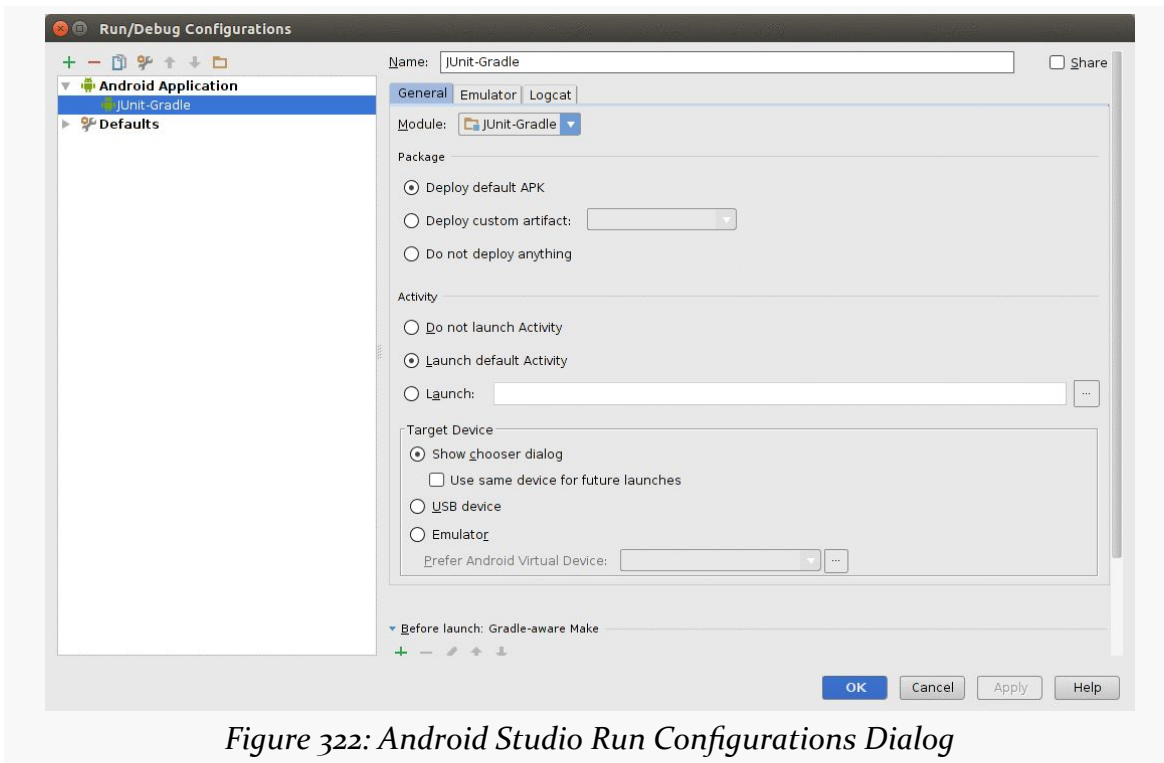 Run/Debug Configurations
Name: JUnit-Gradle Share
Android Application
JUnit-Gradle
Defaults
General Emulator Logcat
Module: JUnit-Gradle
Package
Deploy default APK
Deploy custom artifact:
Do not deploy anything
Activity
Do not launch Activity
Launch default Activity
Launch: ...
Target Device
Show chooser dialog
Use same device for future launches
USB device
Emulator
Prefer Android Virtual Device: ...
Before launch: Gradle-aware Make
OK Cancel Apply Help
Figure 322: Android Studio Run Configurations Dialog